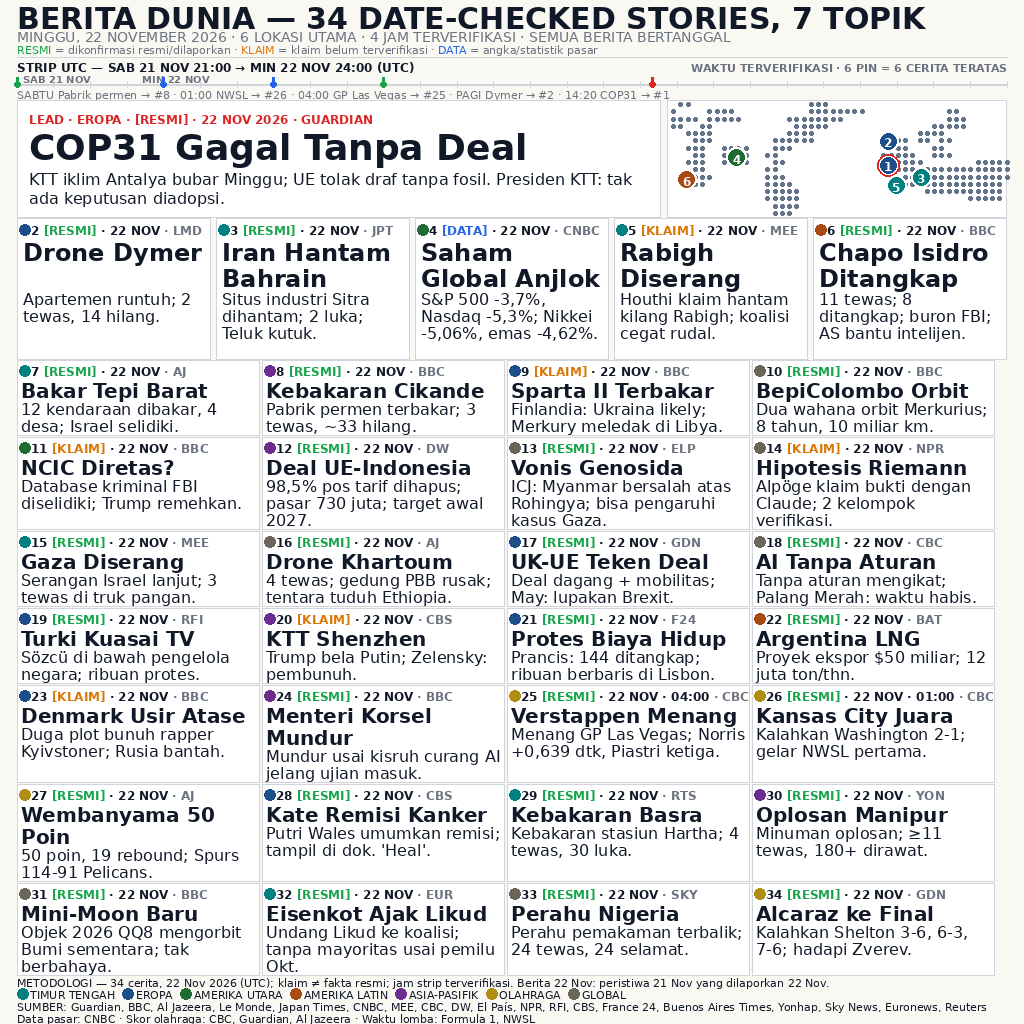 BERITA DUNIA — 34 DATE-CHECKED STORIES, 7 TOPIK
MINGGU, 22 NOVEMBER 2026 · 6 LOKASI UTAMA · 4 JAM TERVERIFIKASI · SEMUA BERITA BERTANGGAL
RESMI = dikonfirmasi resmi/dilaporkan · KLAIM = klaim belum terverifikasi · DATA = angka/statistik pasar
STRIP UTC — SAB 21 NOV 21:00 → MIN 22 NOV 24:00 (UTC)
WAKTU TERVERIFIKASI · 6 PIN = 6 CERITA TERATAS
SAB 21 NOV
MIN 22 NOV
SABTU Pabrik permen → #8 · 01:00 NWSL → #26 · 04:00 GP Las Vegas → #25 · PAGI Dymer → #2 · 14:20 COP31 → #1
LEAD · EROPA · [RESMI] · 22 NOV 2026 · GUARDIAN
COP31 Gagal Tanpa Deal
KTT iklim Antalya bubar Minggu; UE tolak draf tanpa fosil. Presiden KTT: tak
ada keputusan diadopsi.
2
1
4
3
5
6
2 [RESMI] · 22 NOV · LMD
Drone Dymer
Apartemen runtuh; 2
tewas, 14 hilang.
3 [RESMI] · 22 NOV · JPT
Iran Hantam
Bahrain
Situs industri Sitra
dihantam; 2 luka;
Teluk kutuk.
4 [DATA] · 22 NOV · CNBC
Saham
Global Anjlok
S&P 500 -3,7%,
Nasdaq -5,3%; Nikkei
-5,06%, emas -4,62%.
5 [KLAIM] · 22 NOV · MEE
Rabigh
Diserang
Houthi klaim hantam
kilang Rabigh; koalisi
cegat rudal.
6 [RESMI] · 22 NOV · BBC
Chapo Isidro
Ditangkap
11 tewas; 8
ditangkap; buron FBI;
AS bantu intelijen.
7 [RESMI] · 22 NOV · AJ
Bakar Tepi Barat
12 kendaraan dibakar, 4
desa; Israel selidiki.
8 [RESMI] · 22 NOV · BBC
Kebakaran Cikande
Pabrik permen terbakar; 3
tewas, ~33 hilang.
9 [KLAIM] · 22 NOV · BBC
Sparta II Terbakar
Finlandia: Ukraina likely;
Merkury meledak di Libya.
10 [RESMI] · 22 NOV · BBC
BepiColombo Orbit
Dua wahana orbit Merkurius;
8 tahun, 10 miliar km.
11 [KLAIM] · 22 NOV · BBC
NCIC Diretas?
Database kriminal FBI
diselidiki; Trump remehkan.
12 [RESMI] · 22 NOV · DW
Deal UE-Indonesia
98,5% pos tarif dihapus;
pasar 730 juta; target awal
2027.
13 [RESMI] · 22 NOV · ELP
Vonis Genosida
ICJ: Myanmar bersalah atas
Rohingya; bisa pengaruhi
kasus Gaza.
14 [KLAIM] · 22 NOV · NPR
Hipotesis Riemann
Alpöge klaim bukti dengan
Claude; 2 kelompok
verifikasi.
15 [RESMI] · 22 NOV · MEE
Gaza Diserang
Serangan Israel lanjut; 3
tewas di truk pangan.
16 [RESMI] · 22 NOV · AJ
Drone Khartoum
4 tewas; gedung PBB rusak;
tentara tuduh Ethiopia.
17 [RESMI] · 22 NOV · GDN
UK-UE Teken Deal
Deal dagang + mobilitas;
May: lupakan Brexit.
18 [RESMI] · 22 NOV · CBC
AI Tanpa Aturan
Tanpa aturan mengikat;
Palang Merah: waktu habis.
19 [RESMI] · 22 NOV · RFI
Turki Kuasai TV
Sözcü di bawah pengelola
negara; ribuan protes.
20 [KLAIM] · 22 NOV · CBS
KTT Shenzhen
Trump bela Putin; Zelensky:
pembunuh.
21 [RESMI] · 22 NOV · F24
Protes Biaya Hidup
Prancis: 144 ditangkap;
ribuan berbaris di Lisbon.
22 [RESMI] · 22 NOV · BAT
Argentina LNG
Proyek ekspor $50 miliar; 12
juta ton/thn.
23 [KLAIM] · 22 NOV · BBC
Denmark Usir Atase
Duga plot bunuh rapper
Kyivstoner; Rusia bantah.
24 [RESMI] · 22 NOV · BBC
Menteri Korsel
Mundur
Mundur usai kisruh curang AI
jelang ujian masuk.
25 [RESMI] · 22 NOV · 04:00 · CBC
Verstappen Menang
Menang GP Las Vegas; Norris
+0,639 dtk, Piastri ketiga.
26 [RESMI] · 22 NOV · 01:00 · CBC
Kansas City Juara
Kalahkan Washington 2-1;
gelar NWSL pertama.
27 [RESMI] · 22 NOV · AJ
Wembanyama 50
Poin
50 poin, 19 rebound; Spurs
114-91 Pelicans.
28 [RESMI] · 22 NOV · CBS
Kate Remisi Kanker
Putri Wales umumkan remisi;
tampil di dok. 'Heal'.
29 [RESMI] · 22 NOV · RTS
Kebakaran Basra
Kebakaran stasiun Hartha; 4
tewas, 30 luka.
30 [RESMI] · 22 NOV · YON
Oplosan Manipur
Minuman oplosan; ≥11
tewas, 180+ dirawat.
31 [RESMI] · 22 NOV · BBC
Mini-Moon Baru
Objek 2026 QQ8 mengorbit
Bumi sementara; tak
berbahaya.
32 [RESMI] · 22 NOV · EUR
Eisenkot Ajak Likud
Undang Likud ke koalisi;
tanpa mayoritas usai pemilu
Okt.
33 [RESMI] · 22 NOV · SKY
Perahu Nigeria
Perahu pemakaman terbalik;
24 tewas, 24 selamat.
34 [RESMI] · 22 NOV · GDN
Alcaraz ke Final
Kalahkan Shelton 3-6, 6-3,
7-6; hadapi Zverev.
METODOLOGI — 34 cerita, 22 Nov 2026 (UTC); klaim ≠ fakta resmi; jam strip terverifikasi. Berita 22 Nov: peristiwa 21 Nov yang dilaporkan 22 Nov.
TIMUR TENGAH EROPA AMERIKA UTARA AMERIKA LATIN ASIA-PASIFIK OLAHRAGA GLOBAL
SUMBER: Guardian, BBC, Al Jazeera, Le Monde, Japan Times, CNBC, MEE, CBC, DW, El País, NPR, RFI, CBS, France 24, Buenos Aires Times, Yonhap, Sky News, Euronews, Reuters
Data pasar: CNBC · Skor olahraga: CBC, Guardian, Al Jazeera · Waktu lomba: Formula 1, NWSL